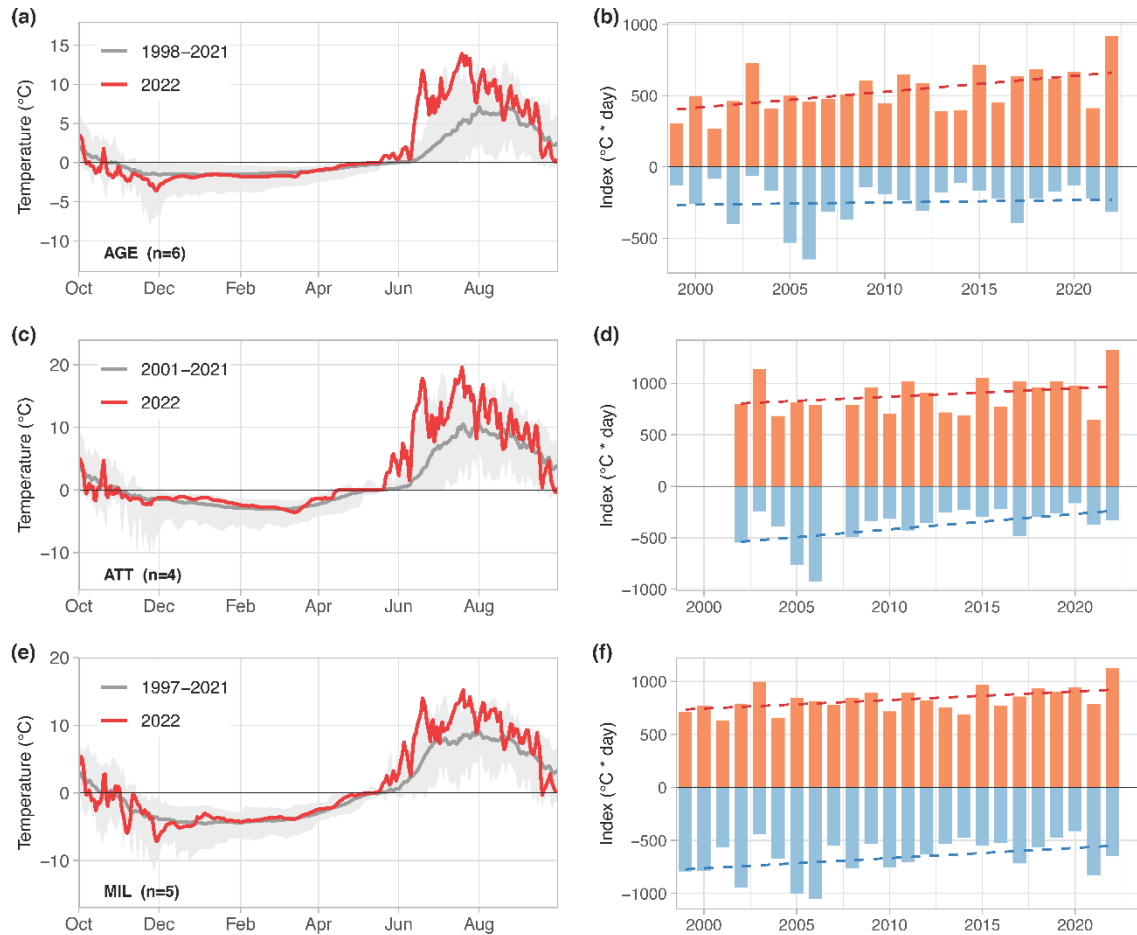 (a)
Temperature (°C)
15
10
5
0
−5
−10
1998−2021
2022
AGE (n=6)
Oct Dec Feb Apr Jun Aug
(b)
Index (°C * day)
1000
500
0
−500
2000 2005 2010 2015 2020
(c)
Temperature (°C)
20
10
0
−10
2001−2021
2022
ATT (n=4)
Oct Dec Feb Apr Jun Aug
(d)
Index (°C * day)
1000
500
0
−500
−1000
2000 2005 2010 2015 2020
(e)
Temperature (°C)
20
10
0
−10
1997−2021
2022
MIL (n=5)
Oct Dec Feb Apr Jun Aug
(f)
Index (°C * day)
1000
500
0
−500
−1000
2000 2005 2010 2015 2020